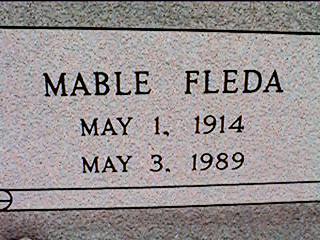 MABLE FLEDA
MAY 1, 1914
MAY 3. 1989